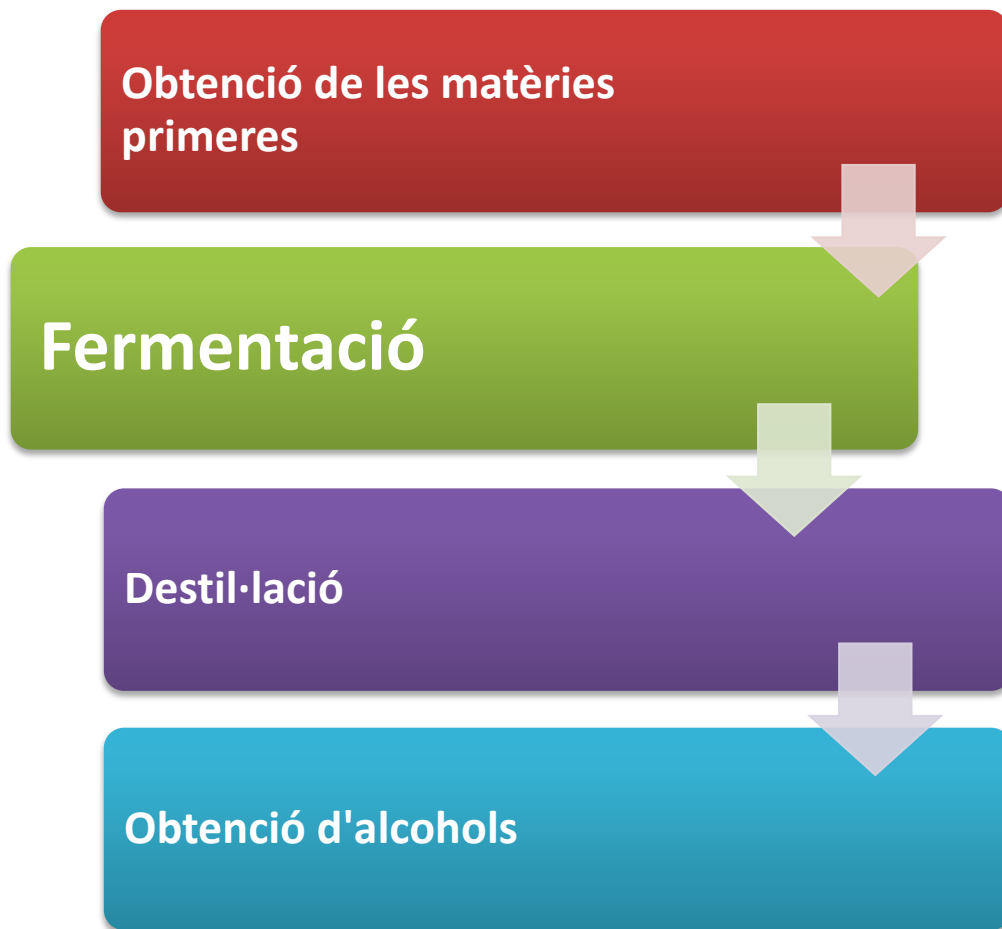 Obtenció de les matèries
primeres
Fermentació
Destil·lació
Obtenció d'alcohols